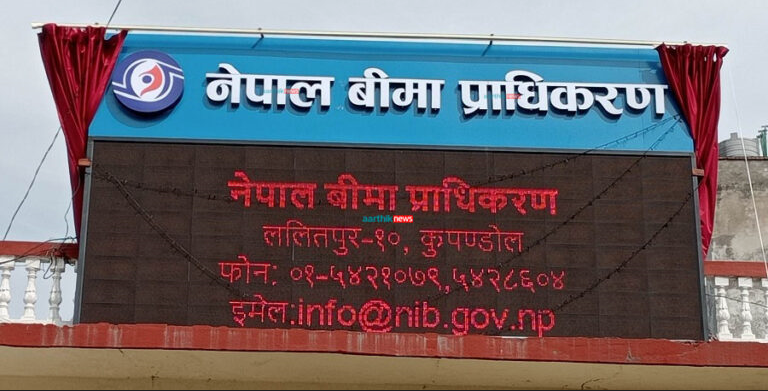 नेपाल बीमा प्राधिकरण
नेपाल बीमा प्राधिकरण
aarthiknews
ललितपुर-१०, कुपण्डोल
फोन: ०१-५४२१०७९,५४२८६०४
इमेल:info@nib.gov.np